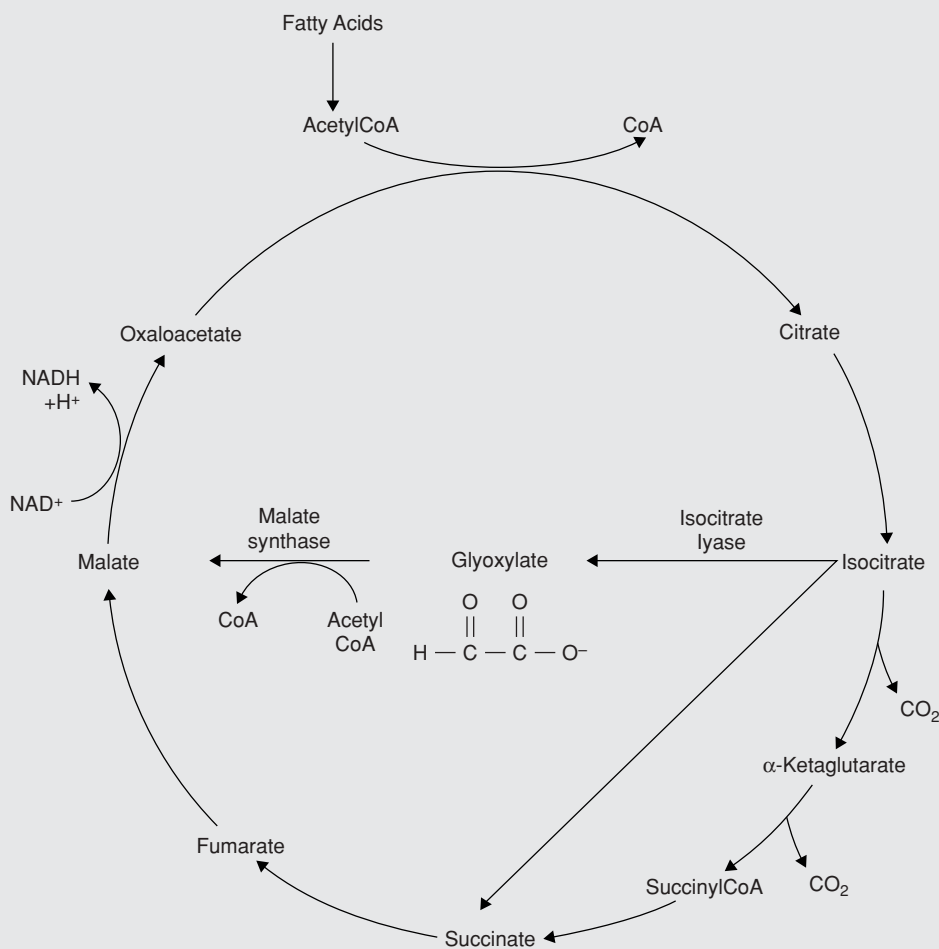 Fatty Acids
AcetylCoA
CoA
Oxaloacetate
Citrate
NADH
+H⁺
NAD⁺
Malate
synthase
Isocitrate
lyase
Malate
Glyoxylate
Isocitrate
CoA
Acetyl
CoA
O O
H — C — C — O⁻
CO₂
α-Ketaglutarate
Fumarate
SuccinylCoA
CO₂
Succinate